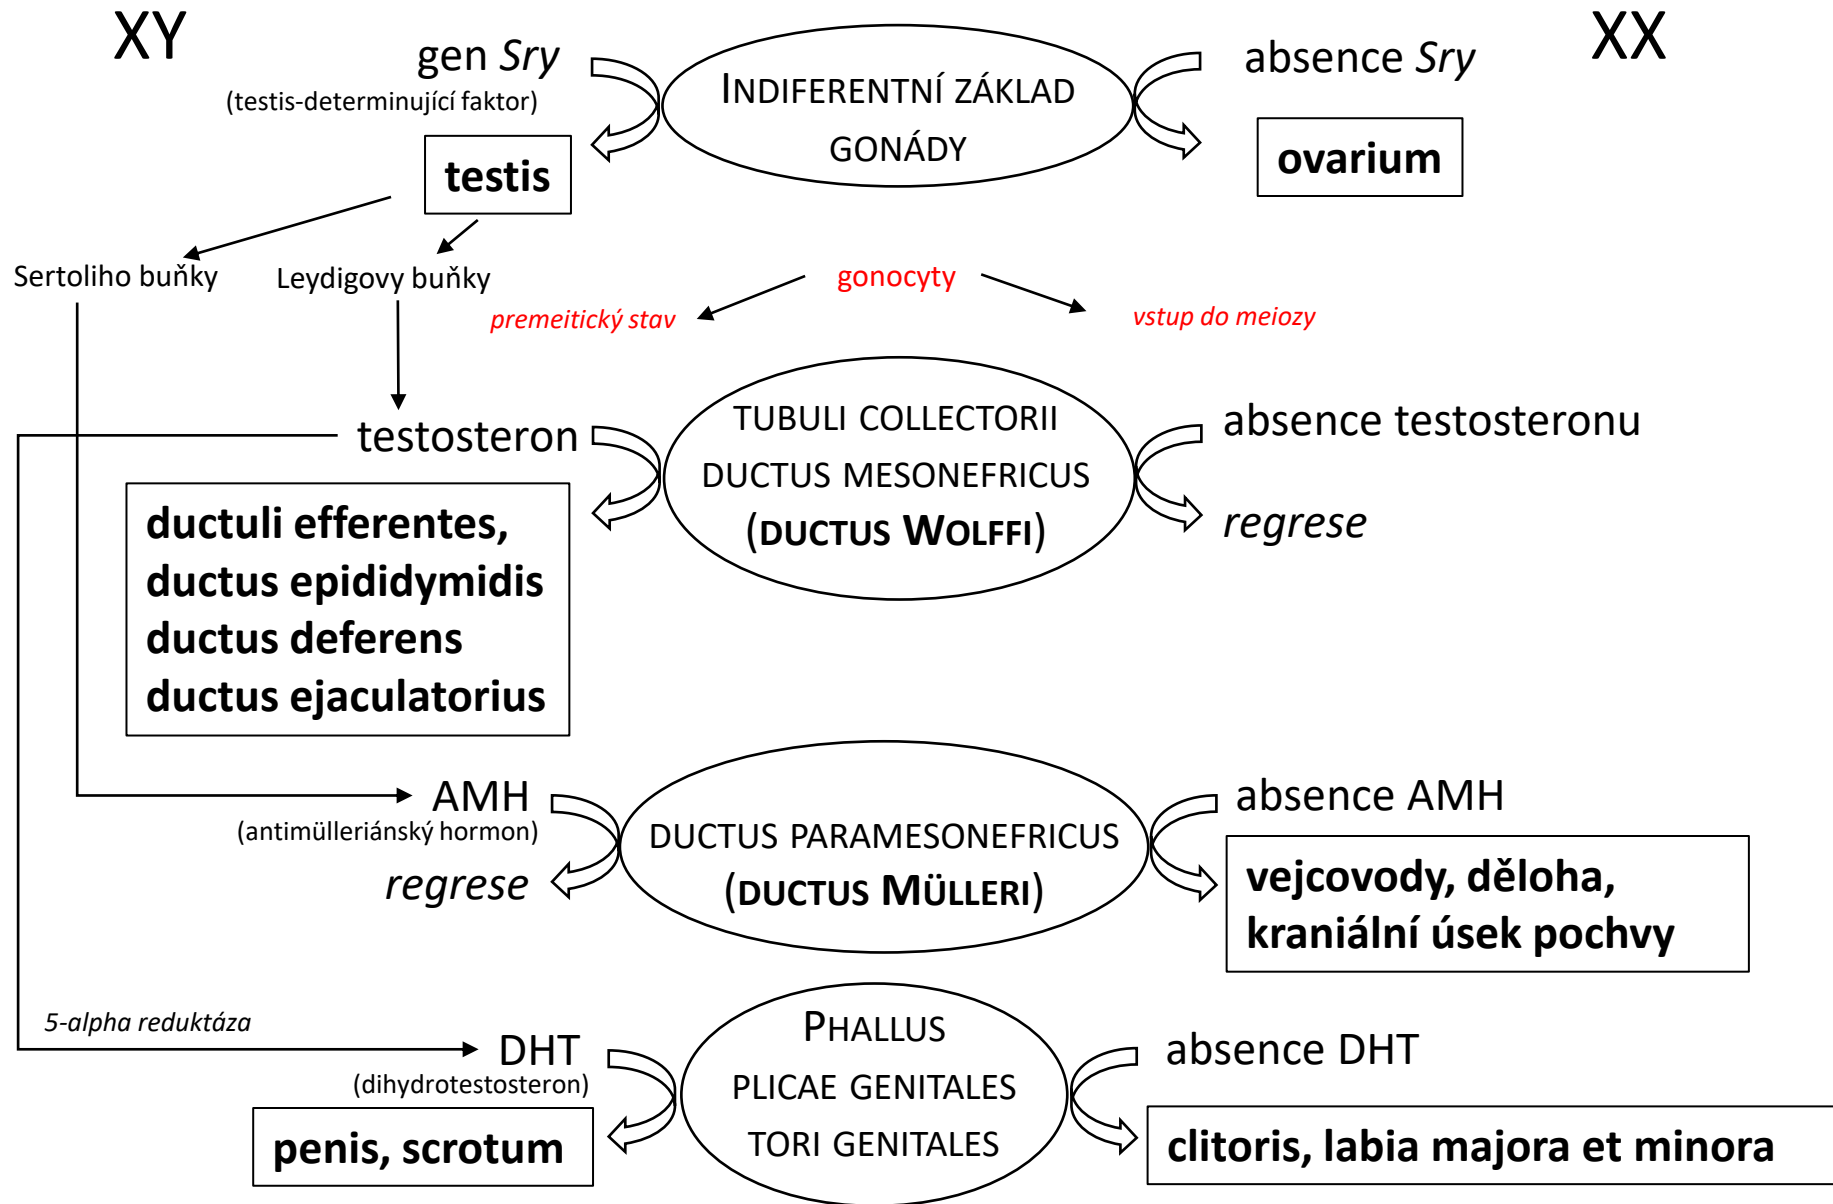 XY
XX
gen Sry
(testis-determinující faktor)
INDIFERENTNÍ ZÁKLAD
GONÁDY
absence Sry
testis
ovarium
Sertoliho buňky
Leydigovy buňky
gonocyty
premeitický stav
vstup do meiozy
testosteron
TUBULI COLLECTORII
DUCTUS MESONEFRICUS
(DUCTUS WOLFFI)
absence testosteronu
regrese
ductuli efferentes,
ductus epididymidis
ductus deferens
ductus ejaculatorius
AMH
(antimülleriánský hormon)
regrese
DUCTUS PARAMESONEFRICUS
(DUCTUS MÜLLERI)
absence AMH
vejcovody, děloha,
kraniální úsek pochvy
5-alpha reduktáza
DHT
(dihydrotestosteron)
penis, scrotum
PHALLUS
PLICAE GENITALES
TORI GENITALES
absence DHT
clitoris, labia majora et minora